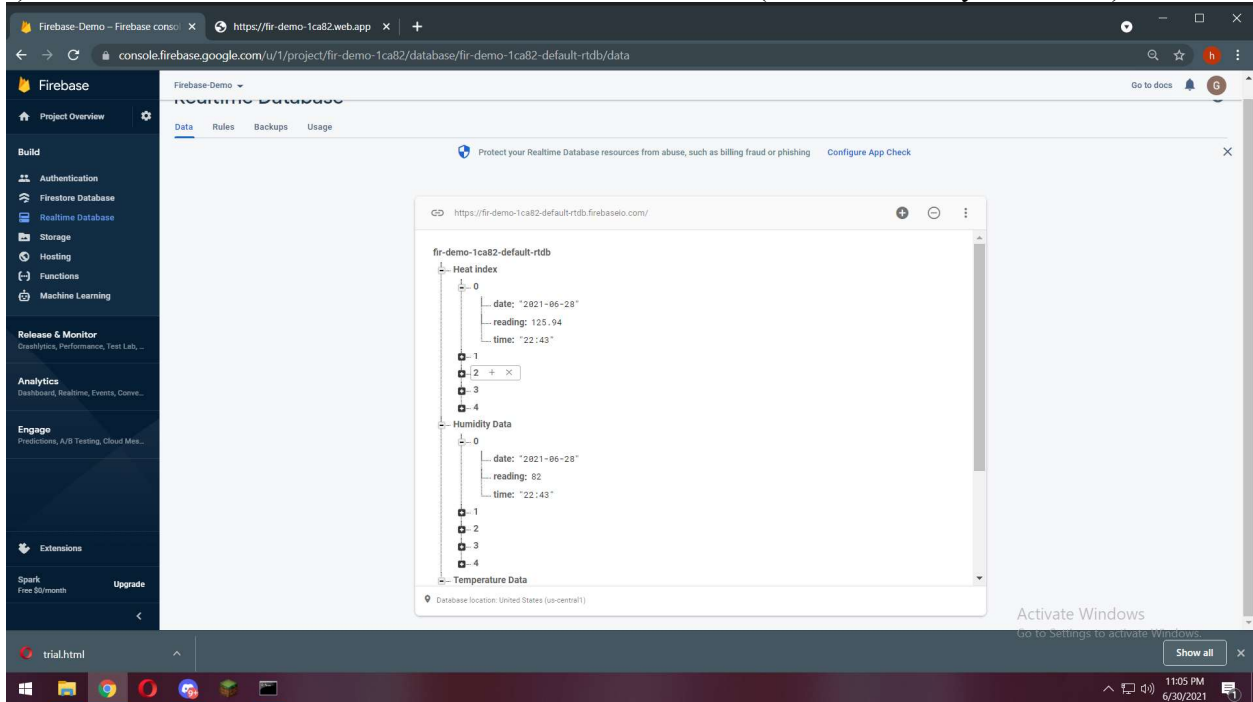 Firebase-Demo – Firebase consol
https://fir-demo-1ca82.web.app
console.firebase.google.com/u/1/project/fir-demo-1ca82/database/fir-demo-1ca82-default-rtdb/data
h
Firebase
Firebase-Demo
Go to docs
G
Realtime Database
Project Overview
Data Rules Backups Usage
Build
Protect your Realtime Database resources from abuse, such as billing fraud or phishing Configure App Check
Authentication
Firestore Database
Realtime Database
Storage
Hosting
Functions
Machine Learning
Release & Monitor
Crashlytics, Performance, Test Lab, ...
Analytics
Dashboard, Realtime, Events, Conve...
Engage
Predictions, A/B Testing, Cloud Mes...
Extensions
Spark
Free $0/month
Upgrade
https://fir-demo-1ca82-default-rtdb.firebaseio.com/
fir-demo-1ca82-default-rtdb
Heat index
0
date: "2021-06-28"
reading: 125.94
time: "22:43"
1
2 + ×
3
4
Humidity Data
0
date: "2021-06-28"
reading: 82
time: "22:43"
1
2
3
4
Temperature Data
Database location: United States (us-central1)
Activate Windows
Go to Settings to activate Windows.
trial.html
Show all
11:05 PM
6/30/2021
1